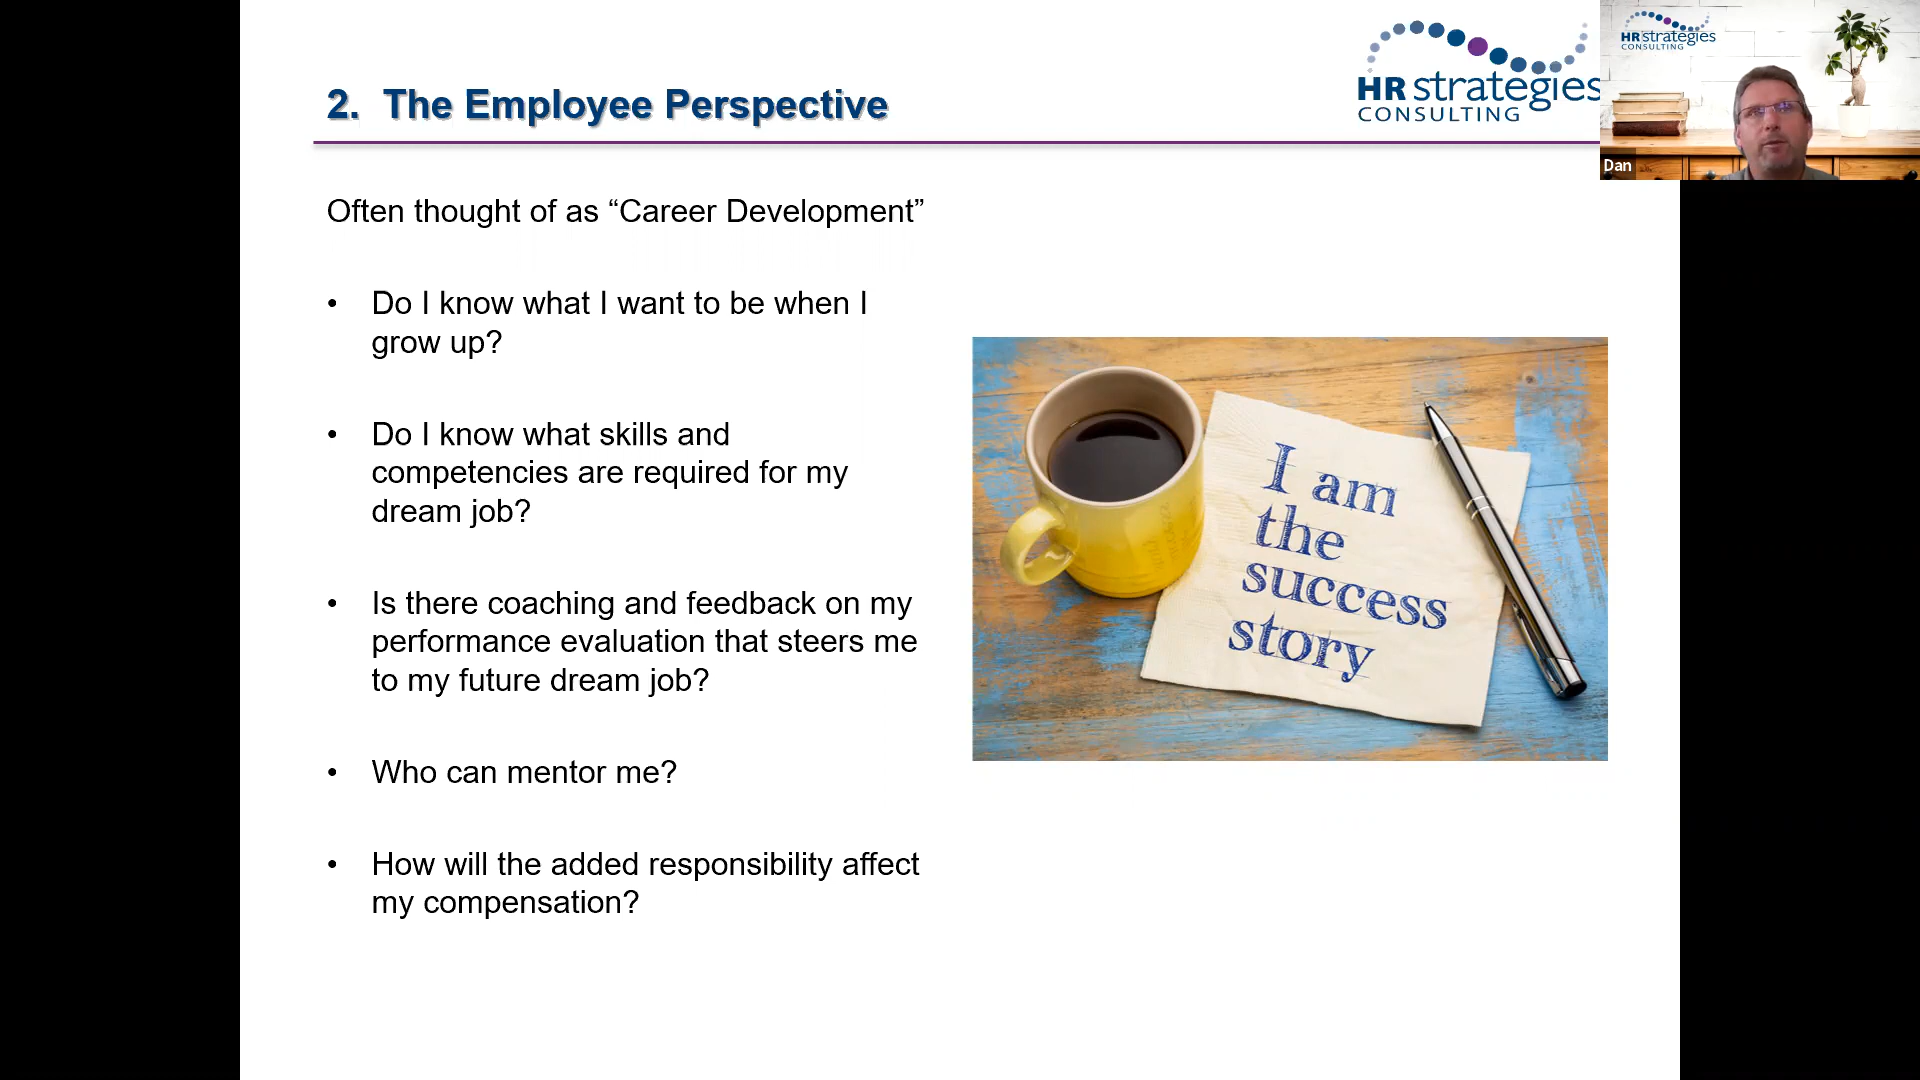 2. The Employee Perspective
HR strategies
CONSULTING
HR strategies
CONSULTING
Dan
Often thought of as “Career Development”
• Do I know what I want to be when I
grow up?
• Do I know what skills and
competencies are required for my
dream job?
• Is there coaching and feedback on my
performance evaluation that steers me
to my future dream job?
• Who can mentor me?
• How will the added responsibility affect
my compensation?
I am
the
success
story